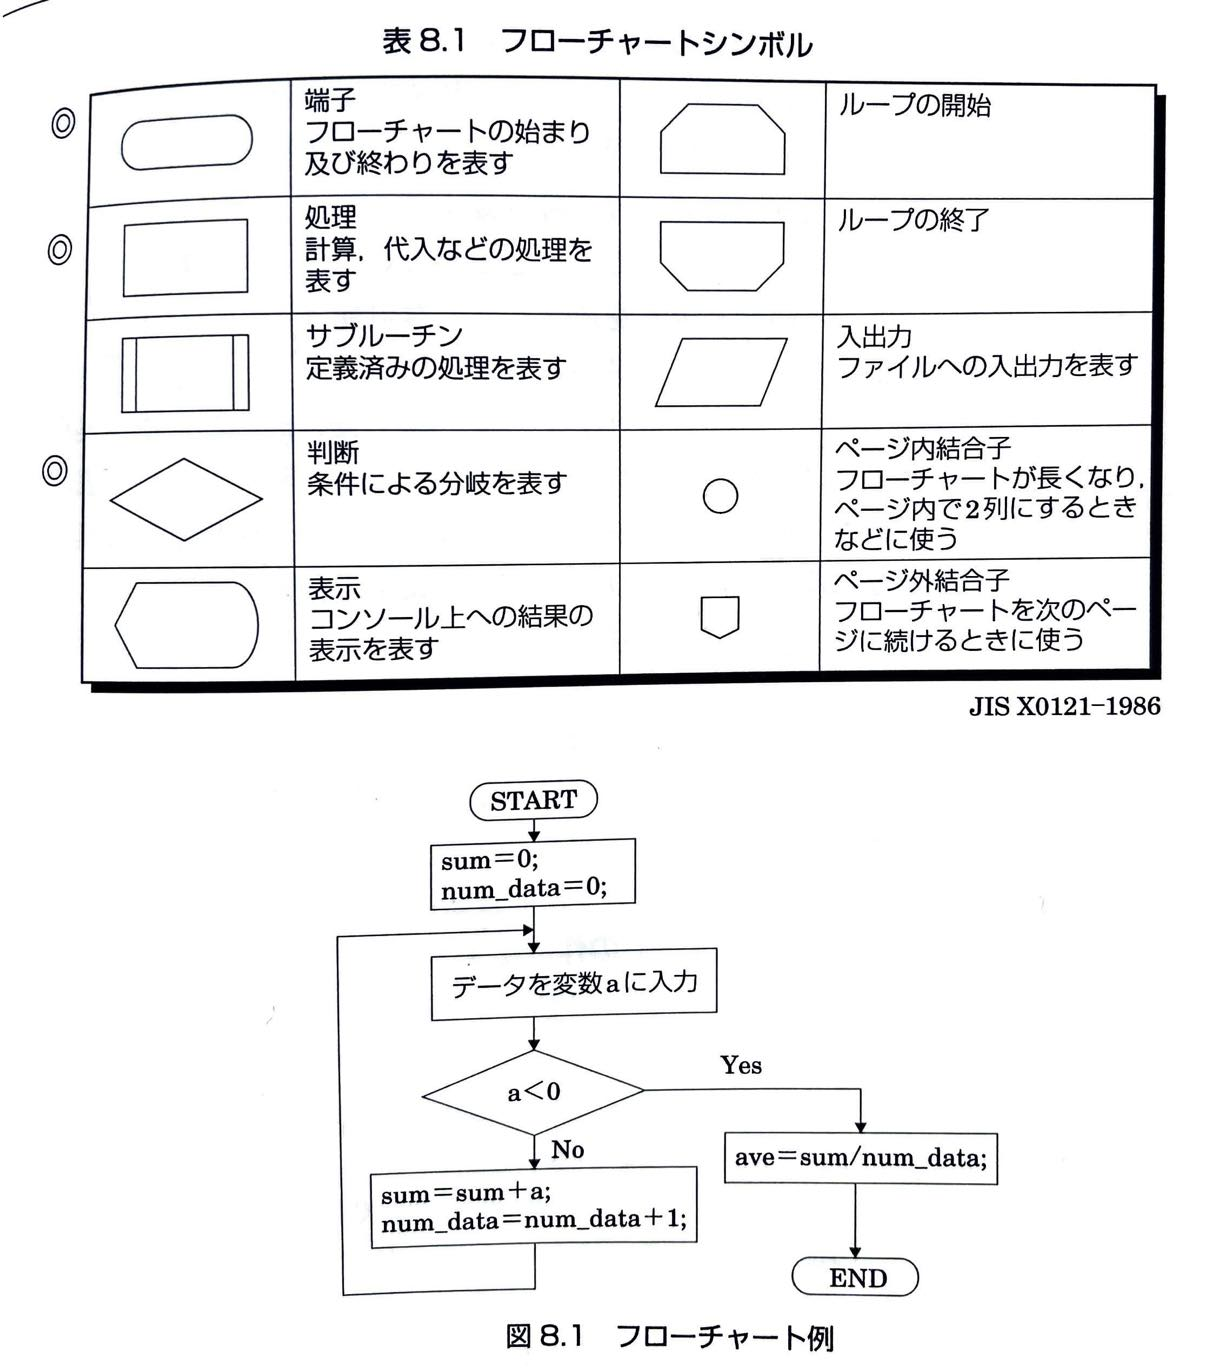 表8.1 フローチャートシンボル
端子
フローチャートの始まり
及び終わりを表す
ループの開始
処理
計算，代入などの処理を
表す
ループの終了
サブルーチン
定義済みの処理を表す
入出力
ファイルへの入出力を表す
判断
条件による分岐を表す
ページ内結合子
フローチャートが長くなり，
ページ内で2列にするとき
などに使う
表示
コンソール上への結果の
表示を表す
ページ外結合子
フローチャートを次のペー
ジに続けるときに使う
JIS X0121-1986
START
sum=0;
num_data=0;
データを変数aに入力
a<0
Yes
No
ave=sum/num_data;
sum=sum+a;
num_data=num_data+1;
END
図8.1 フローチャート例